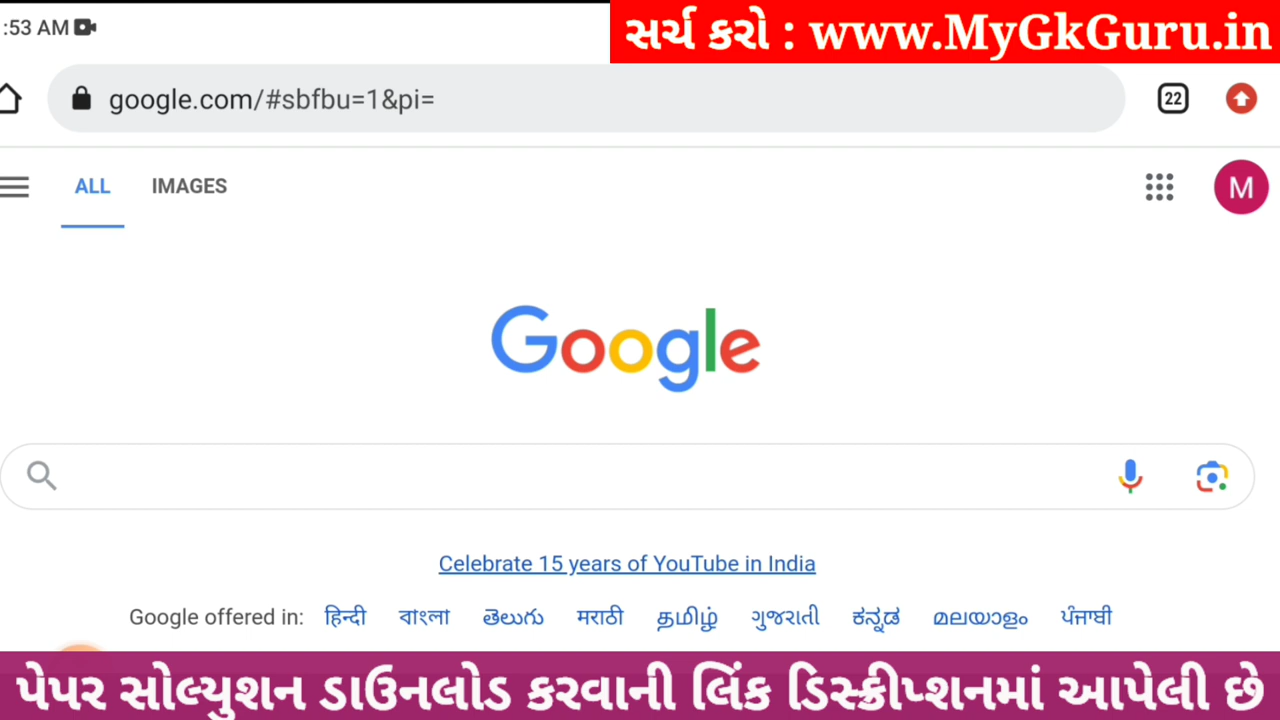 :53 AM
સર્ચ કરો : www.MyGkGuru.in
google.com/#sbfbu=1&pi=
22
ALL IMAGES
M
Google
Celebrate 15 years of YouTube in India
Google offered in: हिन्दी বাংলা తెలుగు मराठी தமிழ் ગુજરાતી ಕನ್ನಡ മലയാളം ਪੰਜਾਬੀ
પેપર સોલ્યુશન ડાઉનલોડ કરવાની લિંક ડિસ્ક્રીપ્શનમાં આપેલી છે